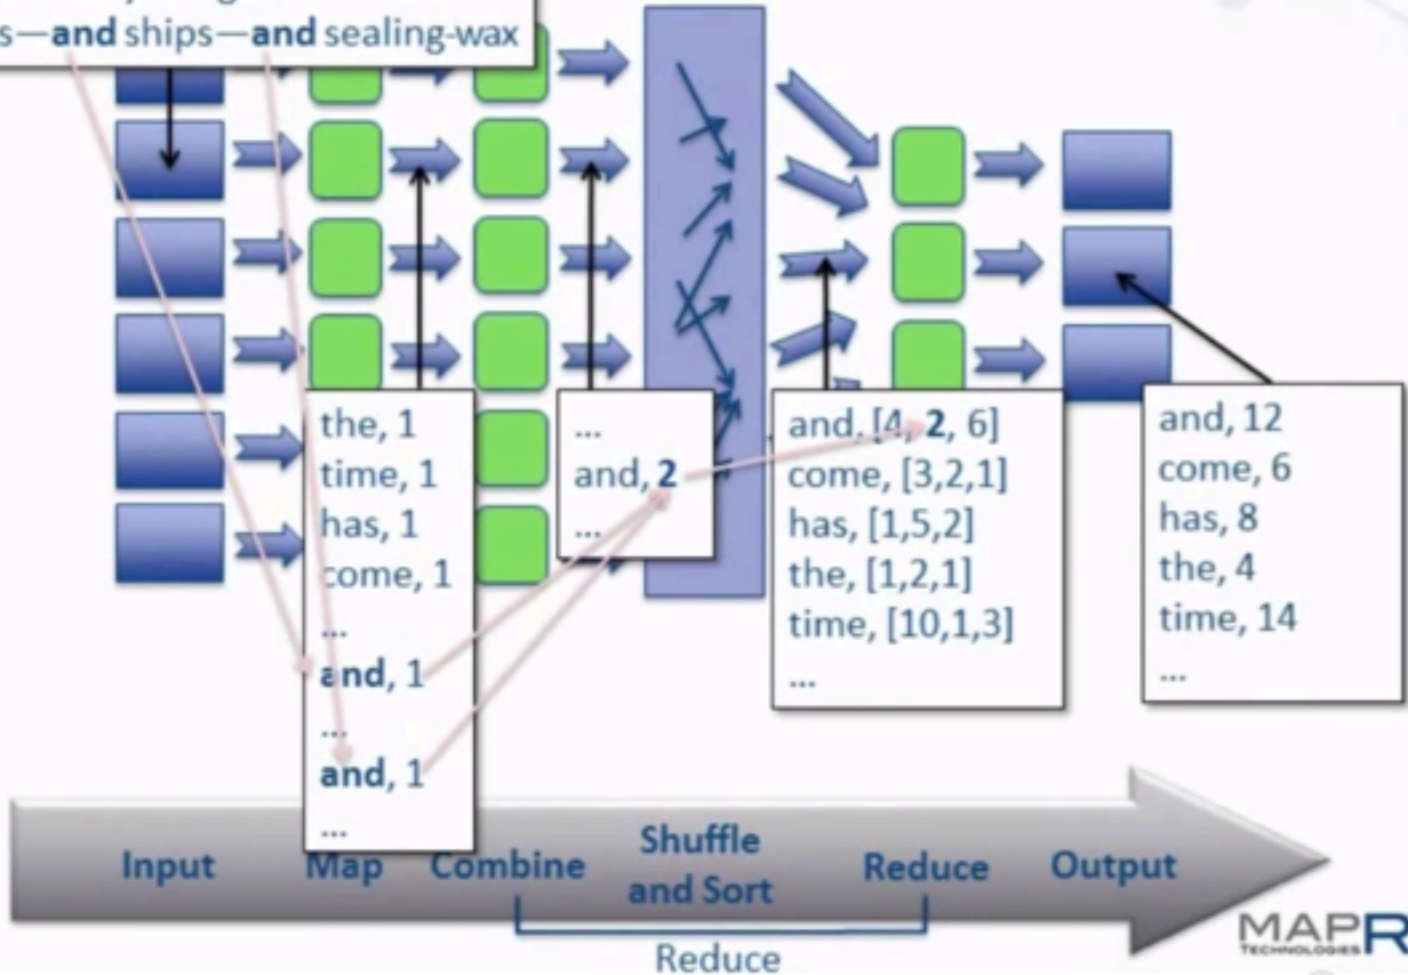 s—and ships—and sealing-wax
the, 1
time, 1
has, 1
come, 1
...
and, 1
...
and, 1
...
...
and, 2
...
and, [4, 2, 6]
come, [3,2,1]
has, [1,5,2]
the, [1,2,1]
time, [10,1,3]
...
and, 12
come, 6
has, 8
the, 4
time, 14
...
Input
Map
Combine
Shuffle
and Sort
Reduce
Output
Reduce
MAPR
TECHNOLOGIES